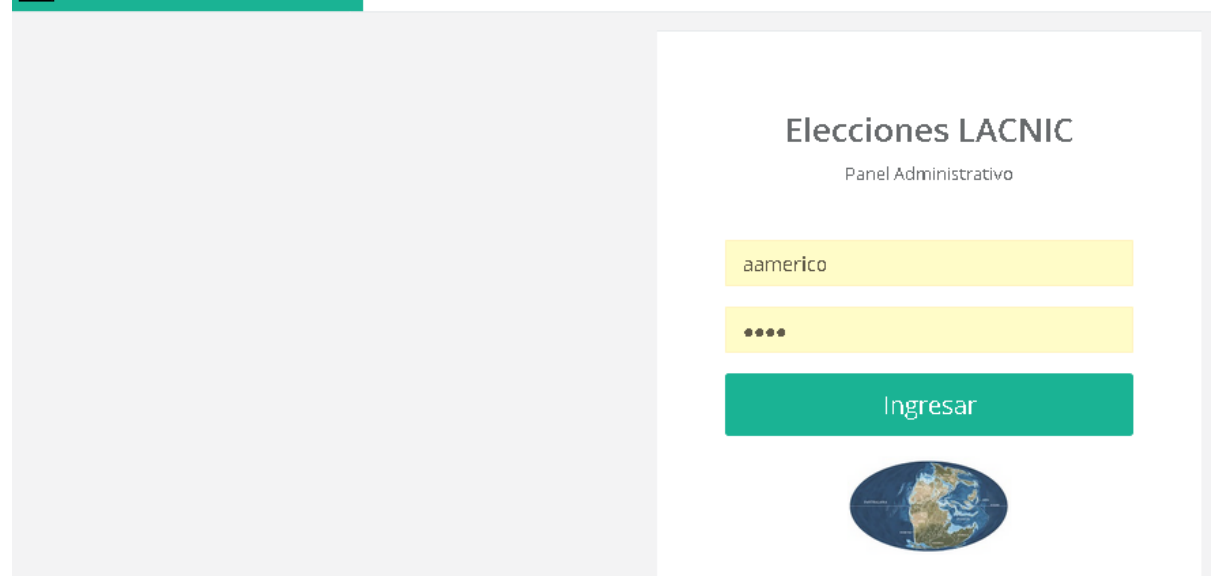 Elecciones LACNIC
Panel Administrativo
aamerico
••••
Ingresar